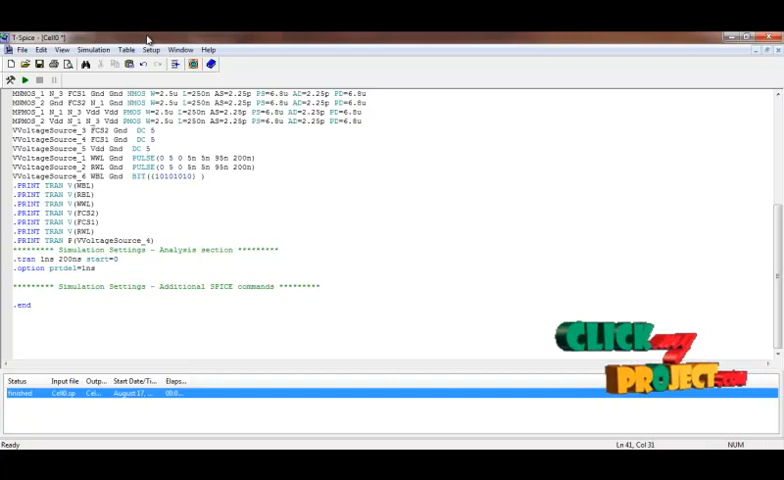 T-Spice - [Cell0 *]
File Edit View Simulation Table Setup Window Help
MNMOS_1 N_3 FCS1 Gnd Gnd NMOS W=2.5u L=250n AS=2.25p PS=6.8u AD=2.25p PD=6.8u
MNMOS_2 Gnd FCS2 N_1 Gnd NMOS W=2.5u L=250n AS=2.25p PS=6.8u AD=2.25p PD=6.8u
MPMOS_1 N_1 N_3 Vdd Vdd PMOS W=2.5u L=250n AS=2.25p PS=6.8u AD=2.25p PD=6.8u
MPMOS_2 Vdd N_1 N_3 Vdd PMOS W=2.5u L=250n AS=2.25p PS=6.8u AD=2.25p PD=6.8u
VVoltageSource_3 FCS2 Gnd DC 5
VVoltageSource_4 FCS1 Gnd DC 5
VVoltageSource_5 Vdd Gnd DC 5
VVoltageSource_1 WWL Gnd PULSE(0 5 0 5n 5n 95n 200n)
VVoltageSource_2 RWL Gnd PULSE(0 5 0 5n 5n 95n 200n)
VVoltageSource_6 WBL Gnd BIT({10101010} )
.PRINT TRAN V(WBL)
.PRINT TRAN V(RBL)
.PRINT TRAN V(WWL)
.PRINT TRAN V(FCS2)
.PRINT TRAN V(FCS1)
.PRINT TRAN V(RWL)
.PRINT TRAN P(VVoltageSource_4)
********* Simulation Settings - Analysis section *********
.tran 1ns 200ns start=0
.option prtdel=1ns
********* Simulation Settings - Additional SPICE commands *********
.end
CLICK my
PROJECT.com
Status Input file Outp... Start Date/Ti... Elaps...
finished Cell0.sp Cel... August 17, ... 00:0...
Ready Ln 41, Col 31 NUM